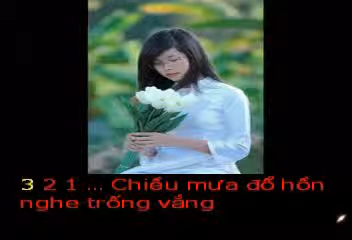 3 2 1 ... Chiều mưa đổ hồn
nghe trống vắng